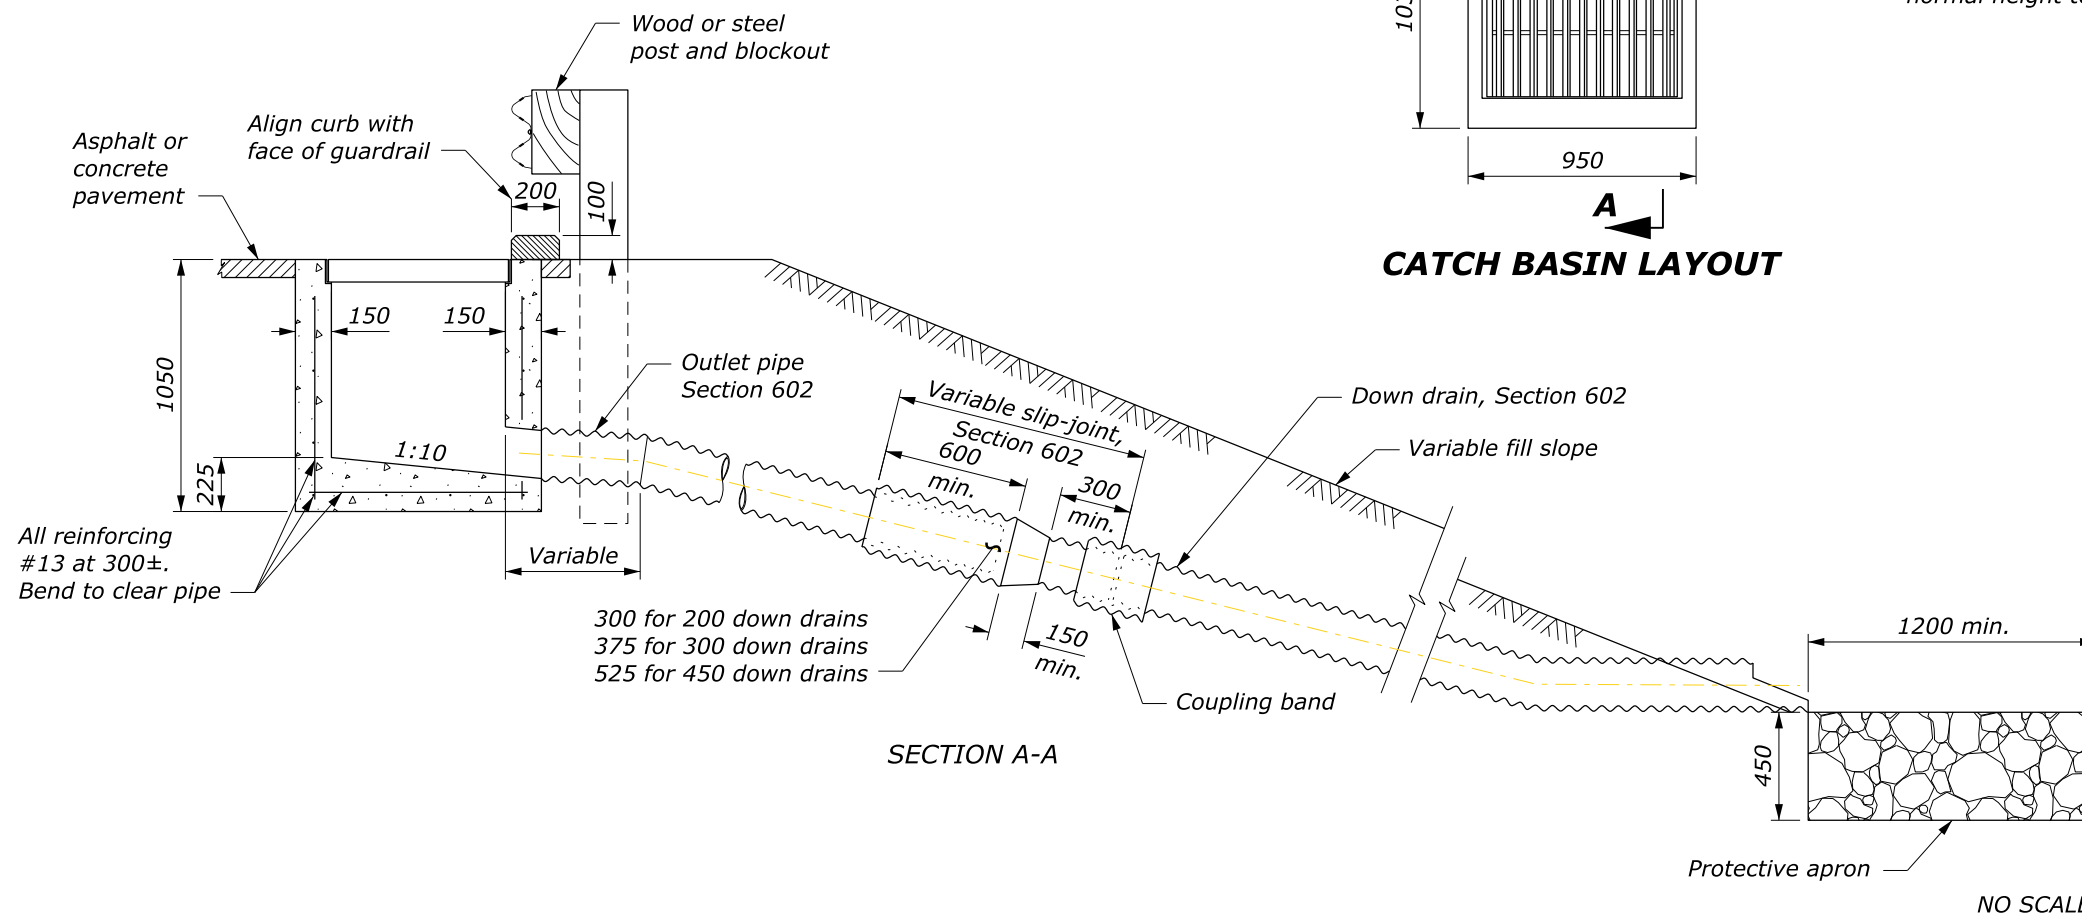 Wood or steel
post and blockout
Align curb with
face of guardrail
Asphalt or
concrete
pavement
200
100
150
150
1050
225
1:10
Outlet pipe
Section 602
Variable slip-joint,
Section 602
600
min.
300
min.
Down drain, Section 602
Variable fill slope
All reinforcing
#13 at 300±.
Bend to clear pipe
Variable
300 for 200 down drains
375 for 300 down drains
525 for 450 down drains
150
min.
Coupling band
SECTION A-A
950
A
CATCH BASIN LAYOUT
1200 min.
450
Protective apron
NO SCALE